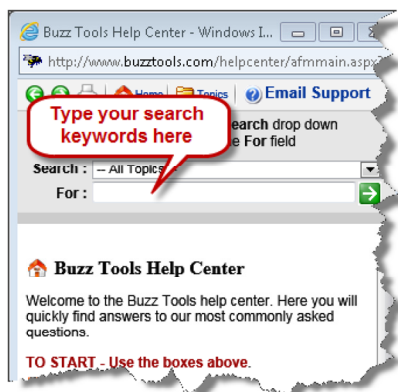 Buzz Tools Help Center - Windows I...
http://www.buzztools.com/helpcenter/afmmain.aspx?
Home Topics Email Support
Type your search
keywords here
earch drop down
e For field
Search : -- All Topics
For :
Buzz Tools Help Center
Welcome to the Buzz Tools help center. Here you will
quickly find answers to our most commonly asked
questions.
TO START - Use the boxes above.